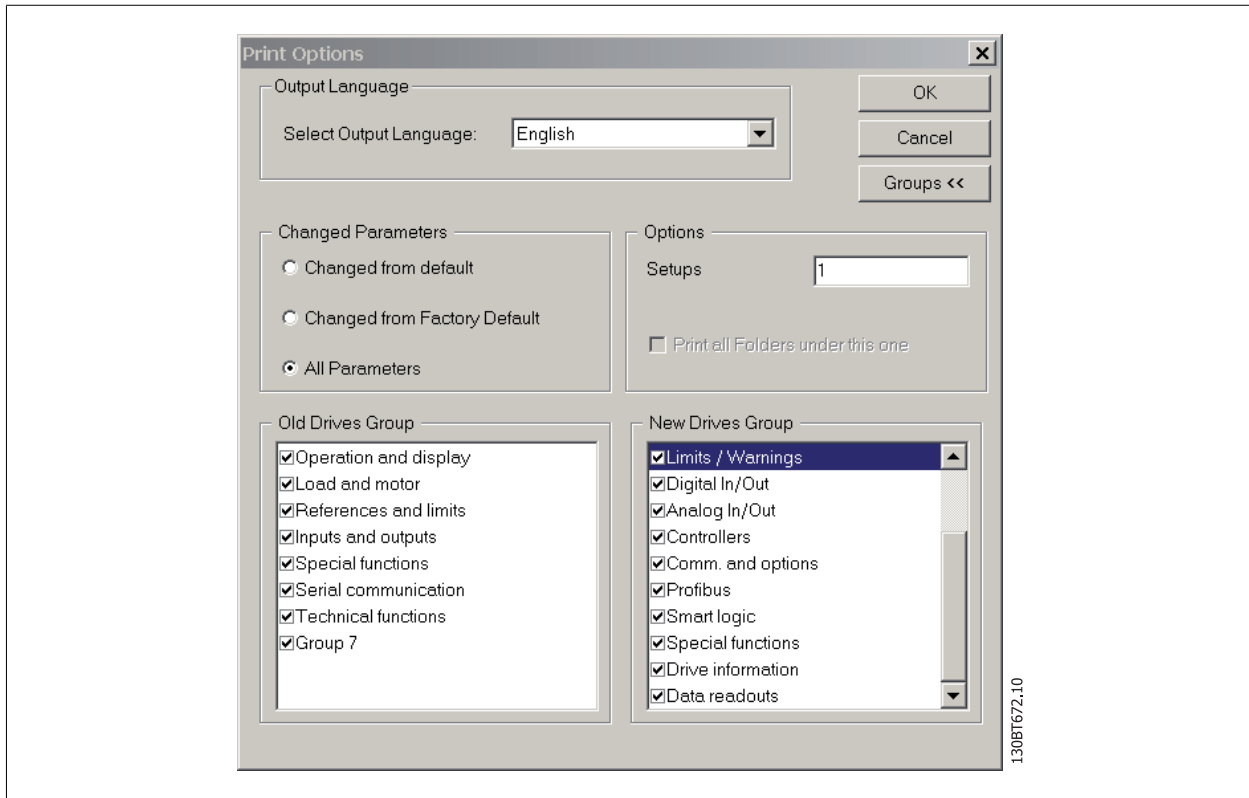 Print Options
Output Language
OK
Select Output Language:
English
Cancel
Groups <<
Changed Parameters
Changed from default
Changed from Factory Default
All Parameters
Options
Setups
1
Print all Folders under this one
Old Drives Group
Operation and display
Load and motor
References and limits
Inputs and outputs
Special functions
Serial communication
Technical functions
Group 7
New Drives Group
Limits / Warnings
Digital In/Out
Analog In/Out
Controllers
Comm. and options
Profibus
Smart logic
Special functions
Drive information
Data readouts
130BT672.10